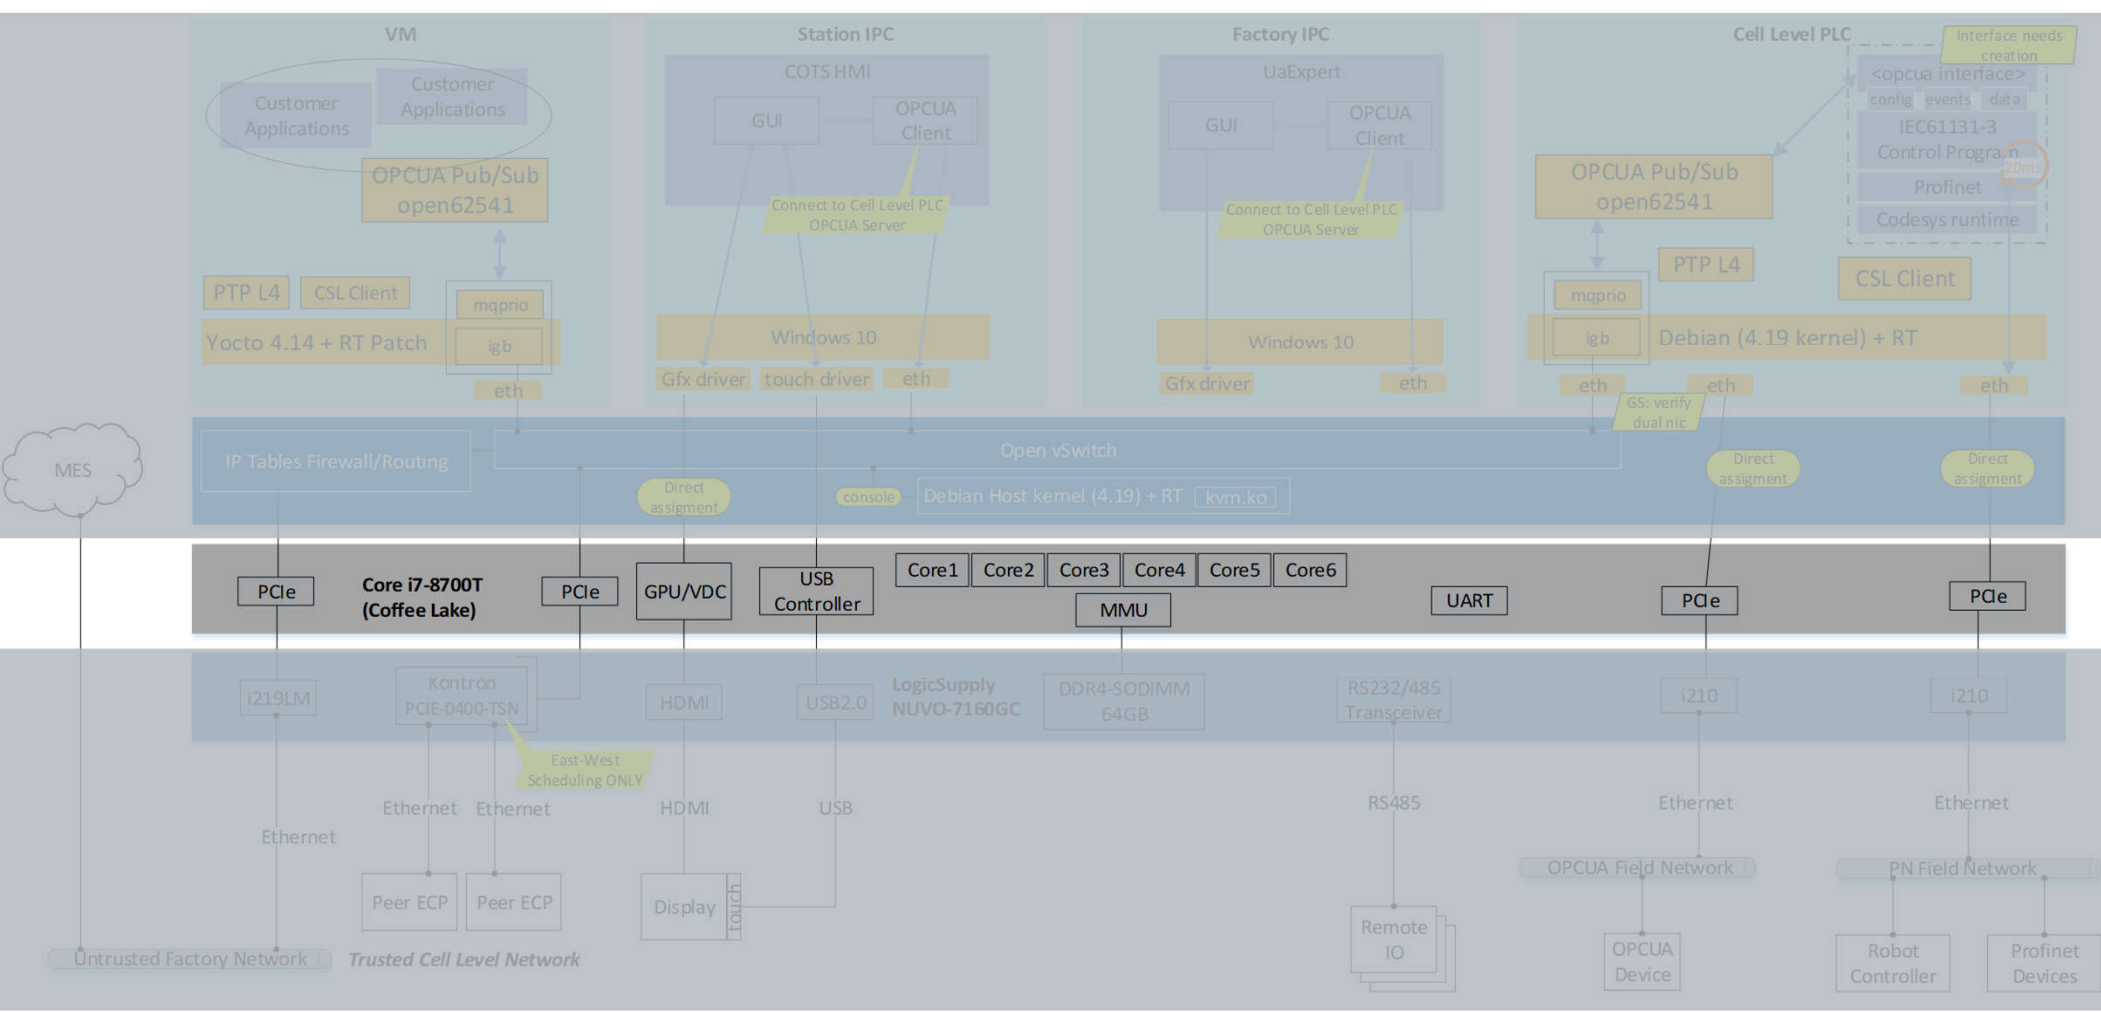 VM
Station IPC
Factory IPC
Cell Level PLC
Interface needs
creation
Customer
Applications
Customer
Applications
OPCUA Pub/Sub
open62541
PTP L4
CSL Client
mqprio
Yocto 4.14 + RT Patch
igb
eth
COTS HMI
GUI
OPCUA
Client
Connect to Cell Level PLC
OPCUA Server
Windows 10
Gfx driver
touch driver
eth
UaExpert
GUI
OPCUA
Client
Connect to Cell Level PLC
OPCUA Server
Windows 10
Gfx driver
eth
<opcua interface>
config
events
data
IEC61131-3
Control Program
20ms
Profinet
Codesys runtime
OPCUA Pub/Sub
open62541
PTP L4
CSL Client
mqprio
igb
Debian (4.19 kernel) + RT
eth
eth
eth
GS: verify
dual nic
MES
IP Tables Firewall/Routing
Open vSwitch
Direct
assigment
console
Debian Host kernel (4.19) + RT
kvm.ko
Direct
assigment
Direct
assigment
PCIe
Core i7-8700T
(Coffee Lake)
PCIe
GPU/VDC
USB
Controller
Core1
Core2
Core3
Core4
Core5
Core6
MMU
UART
PCIe
PCIe
i219LM
Kontron
PCIE-0400-TSN
HDMI
USB2.0
LogicSupply
NUVO-7160GC
DDR4-SODIMM
64GB
RS232/485
Transceiver
i210
i210
East-West
Scheduling ONLY
Ethernet
Ethernet
Ethernet
HDMI
USB
RS485
Ethernet
Ethernet
Peer ECP
Peer ECP
Display
touch
Remote
IO
OPCUA Field Network
PN Field Network
OPCUA
Device
Robot
Controller
Profinet
Devices
Untrusted Factory Network
Trusted Cell Level Network